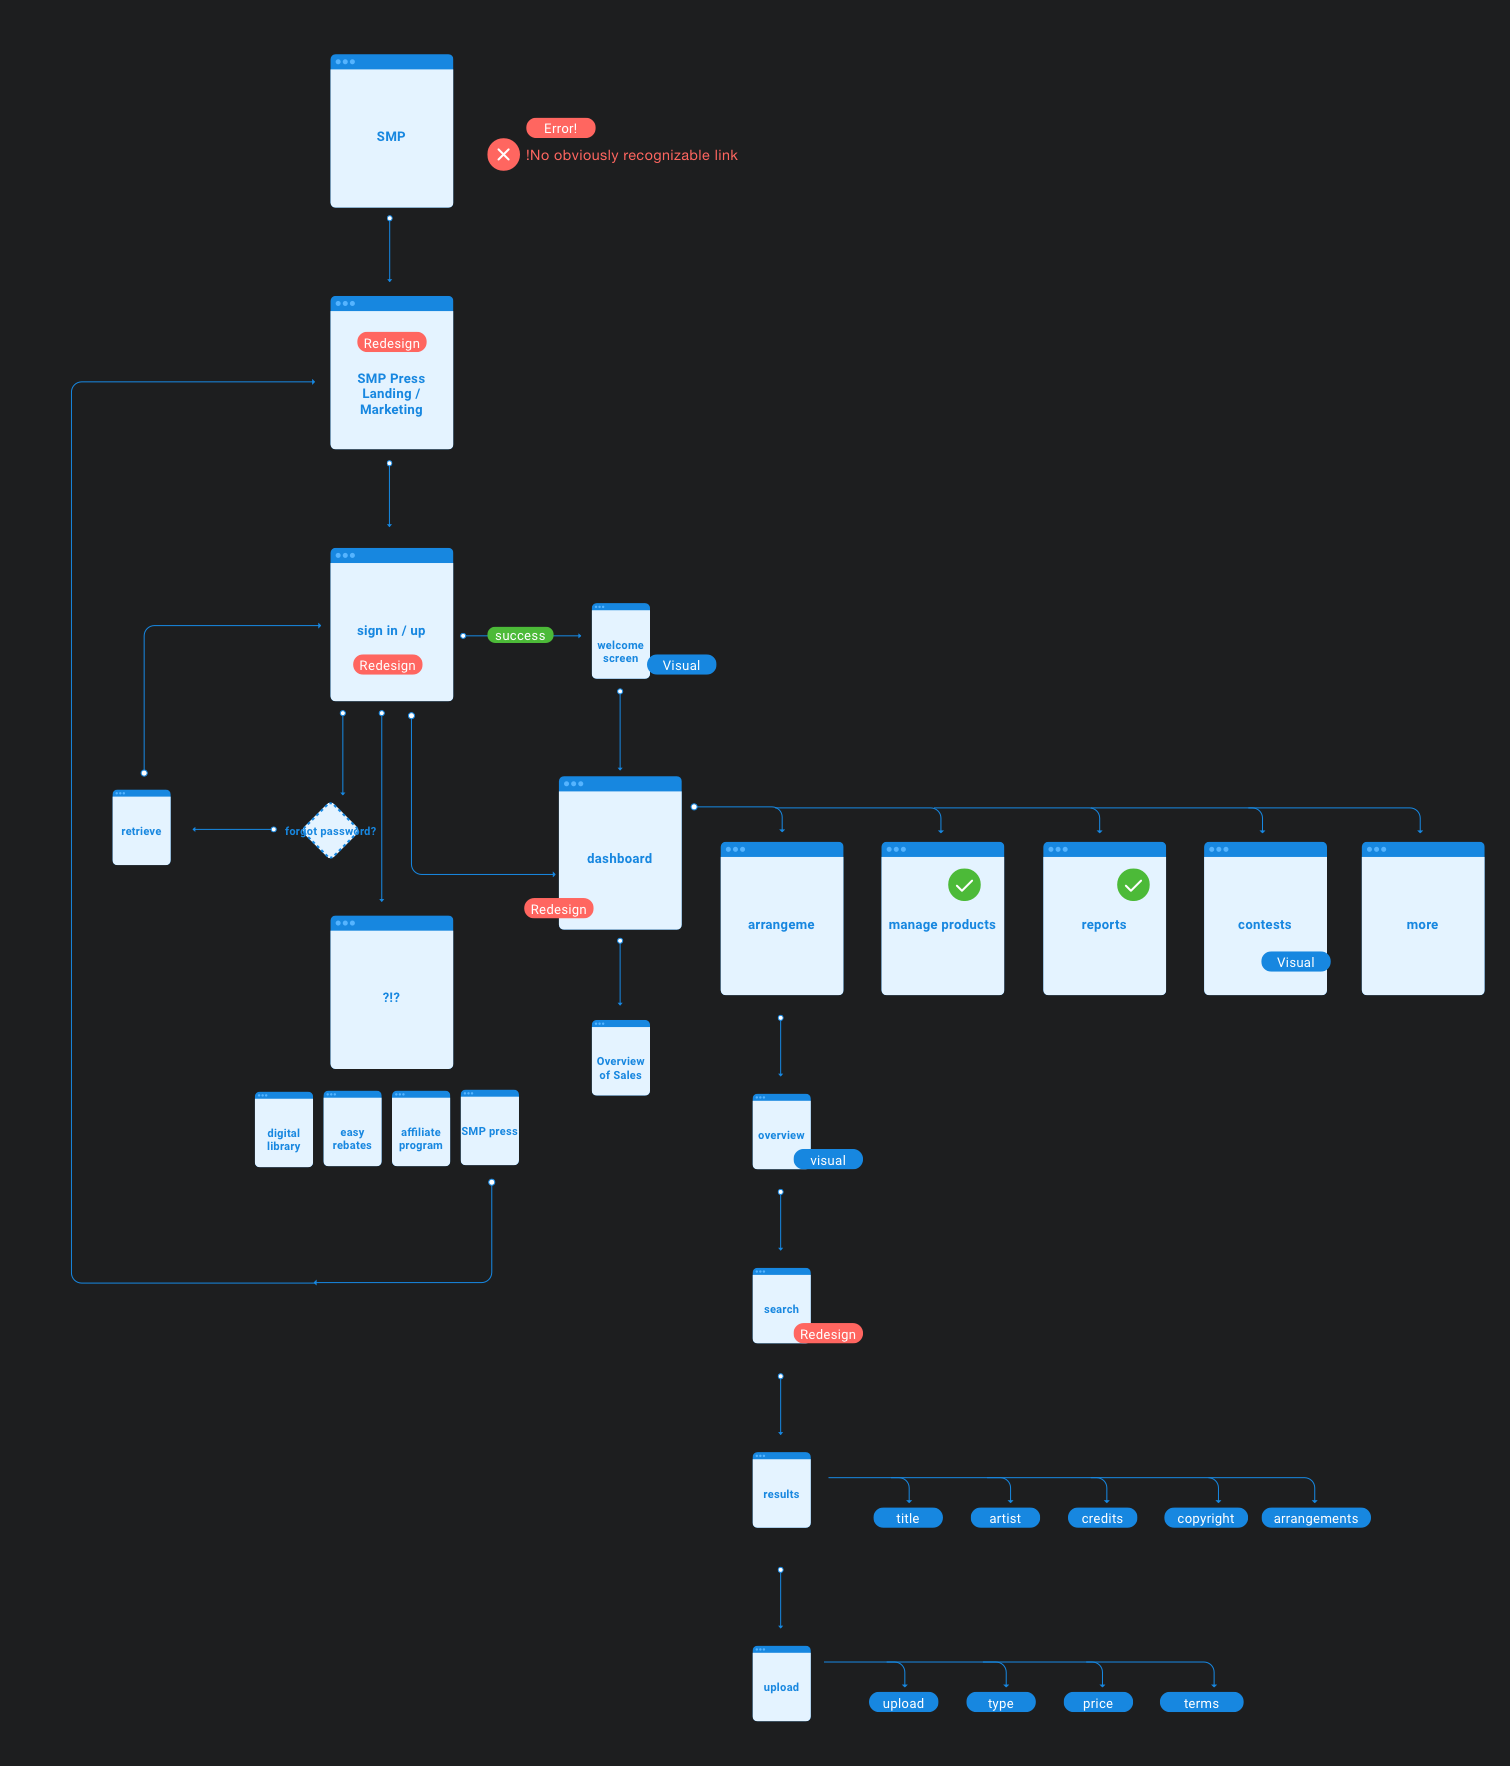 SMP
Error!
!No obviously recognizable link
Redesign
SMP Press
Landing /
Marketing
sign in / up
Redesign
success
welcome
screen
Visual
retrieve
forgot password?
dashboard
Redesign
arrangeme
manage products
reports
contests
Visual
more
?!?
Overview
of Sales
digital
library
easy
rebates
affiliate
program
SMP press
overview
visual
search
Redesign
results
title
artist
credits
copyright
arrangements
upload
upload
type
price
terms